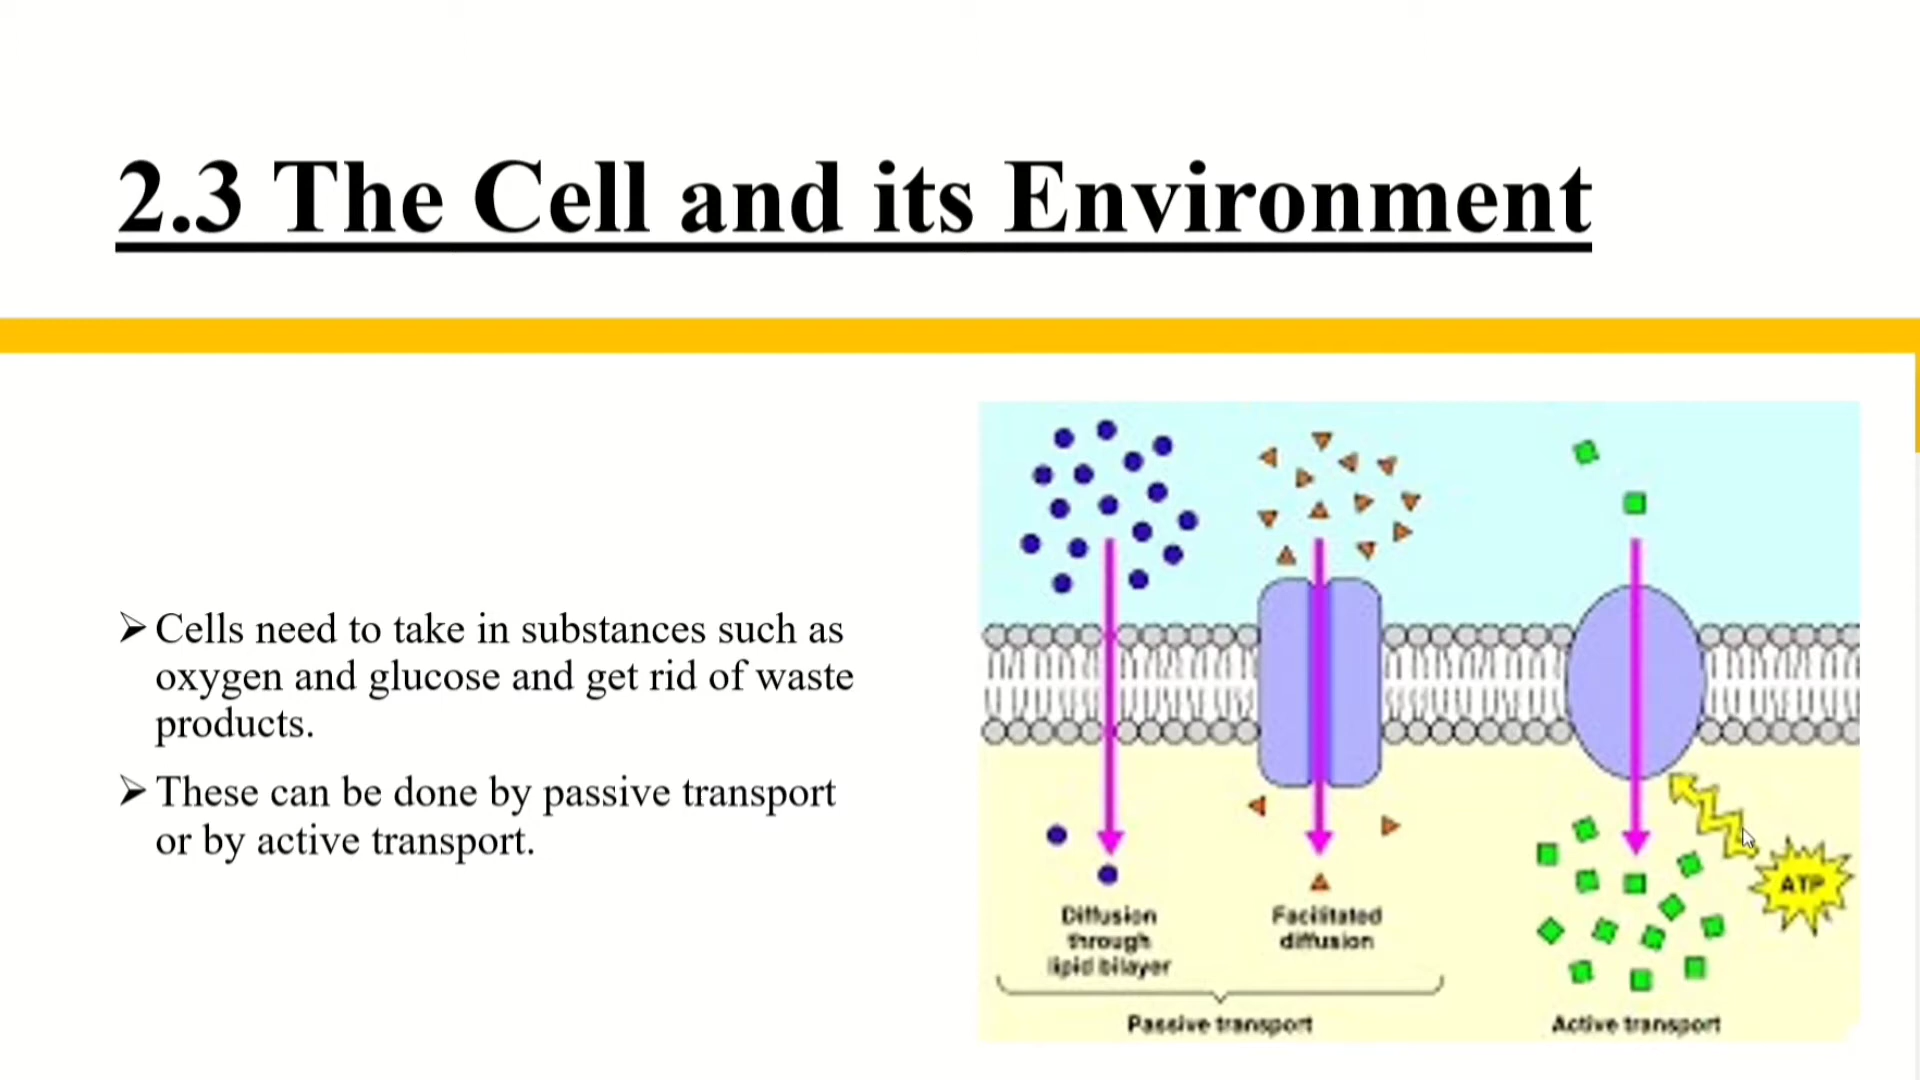 2.3 The Cell and its Environment
Cells need to take in substances such as
oxygen and glucose and get rid of waste
products.
These can be done by passive transport
or by active transport.
ATP
Diffusion
through
lipid bilayer
Facilitated
diffusion
Passive transport
Active transport